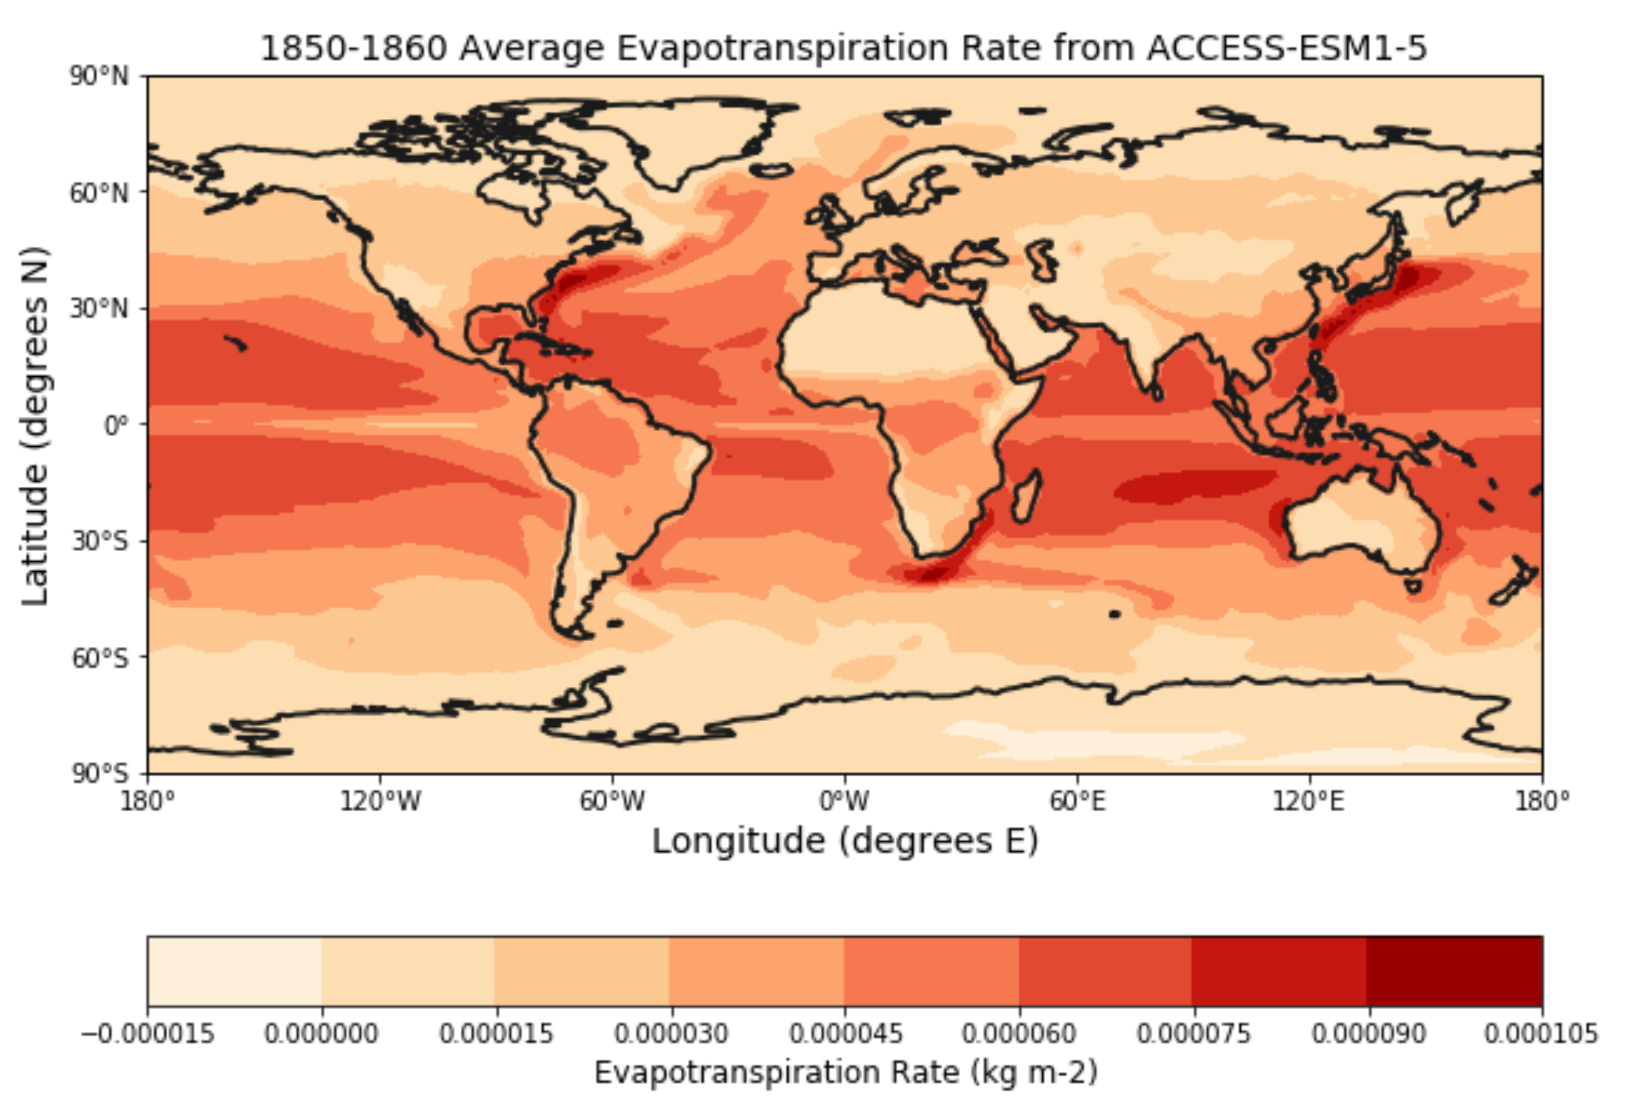 1850-1860 Average Evapotranspiration Rate from ACCESS-ESM1-5
90°N
60°N
30°N
0°
30°S
60°S
90°S
Latitude (degrees N)
180°
120°W
60°W
0°W
60°E
120°E
180°
Longitude (degrees E)
−0.000015
0.000000
0.000015
0.000030
0.000045
0.000060
0.000075
0.000090
0.000105
Evapotranspiration Rate (kg m-2)